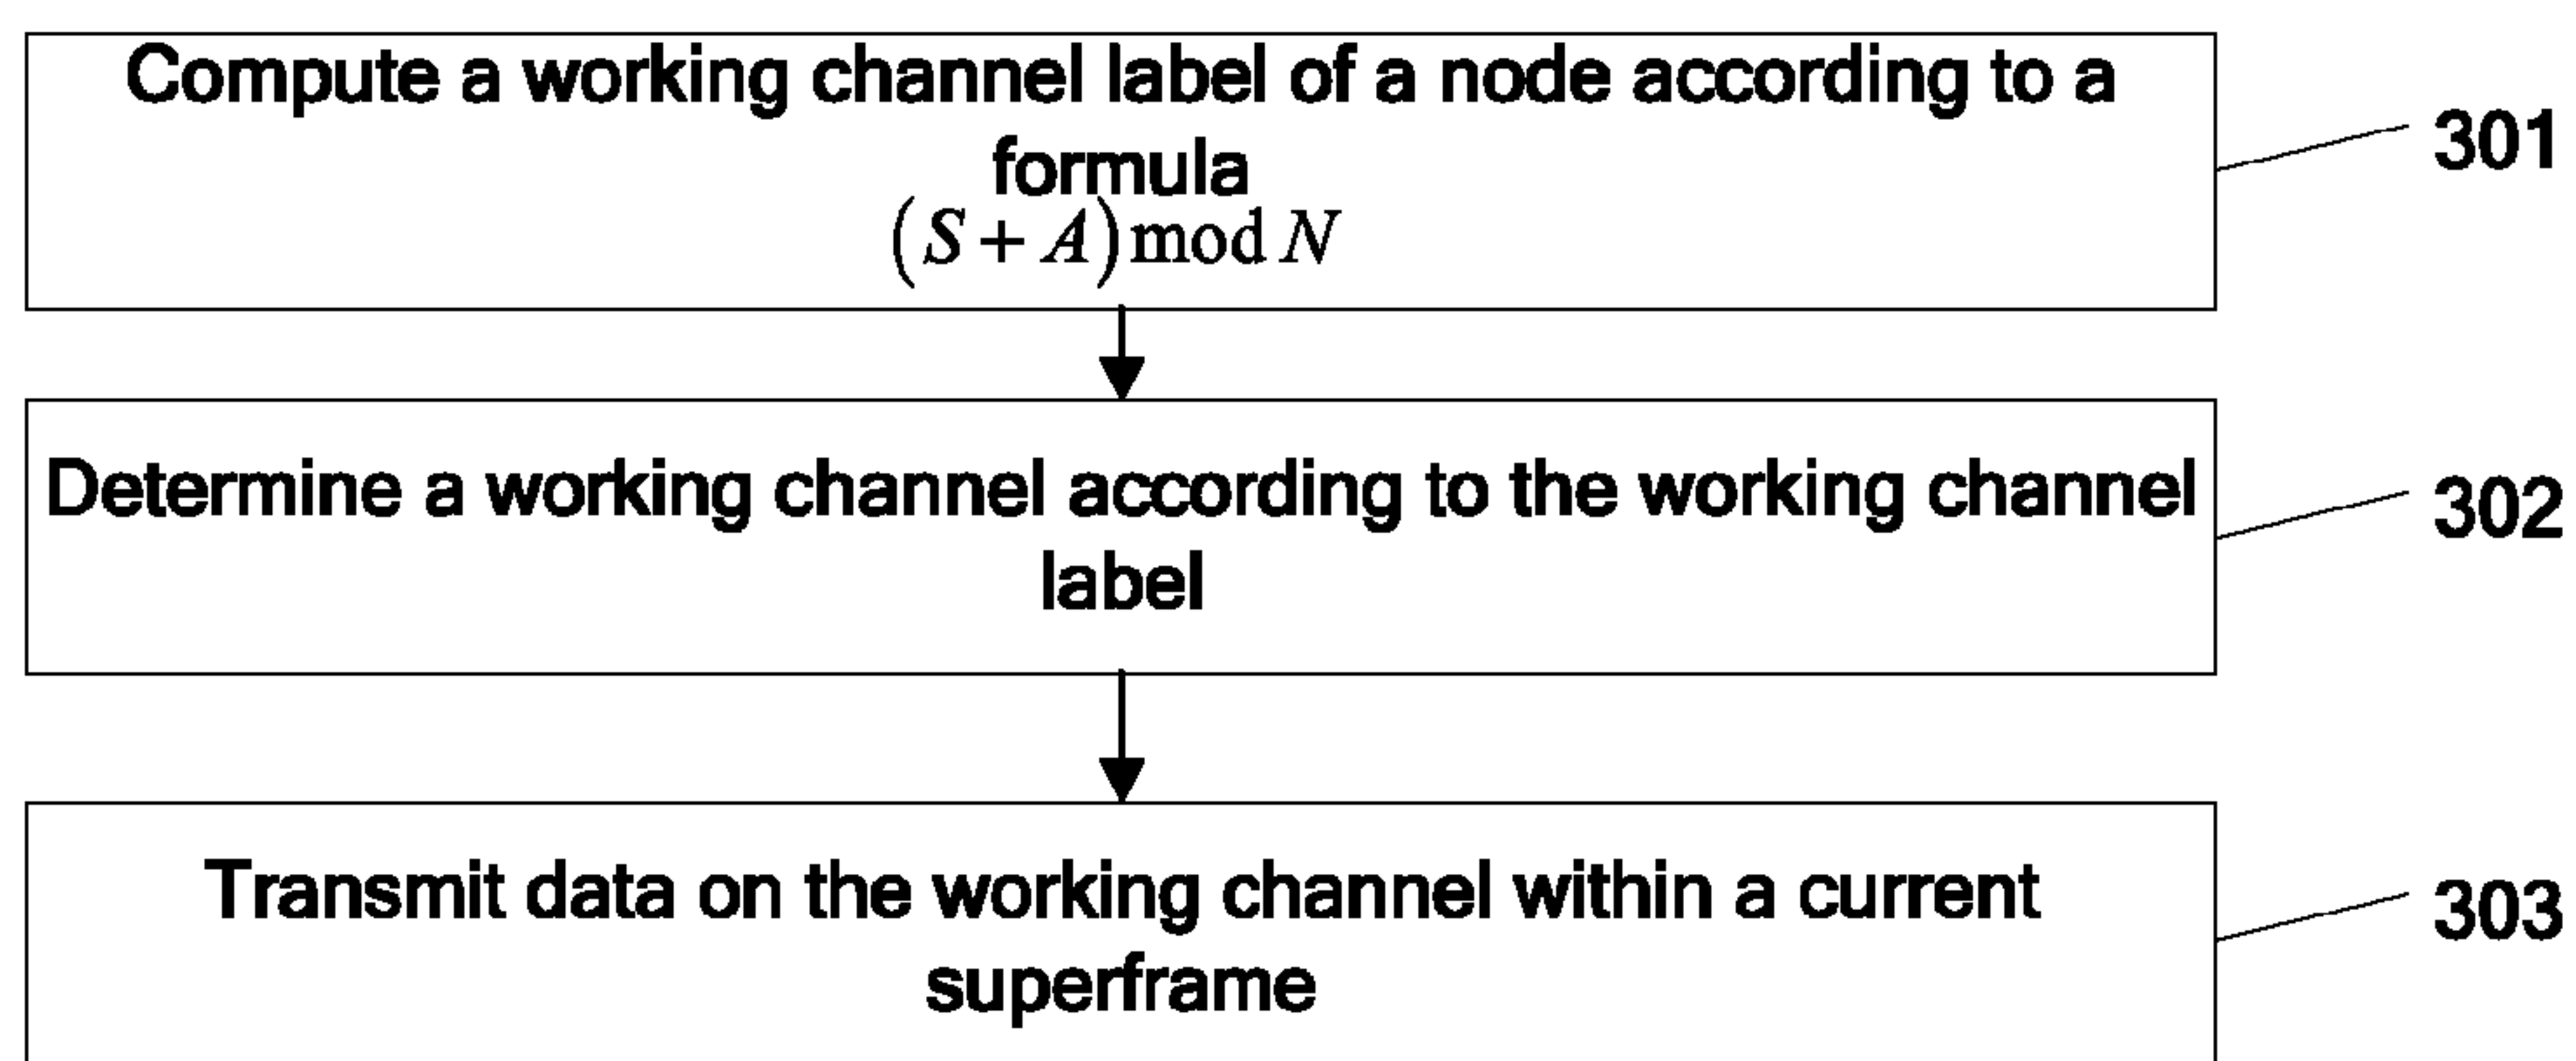 Compute a working channel label of a node according to a
formula
(S + A) mod N
301
Determine a working channel according to the working channel
label
302
Transmit data on the working channel within a current
superframe
303